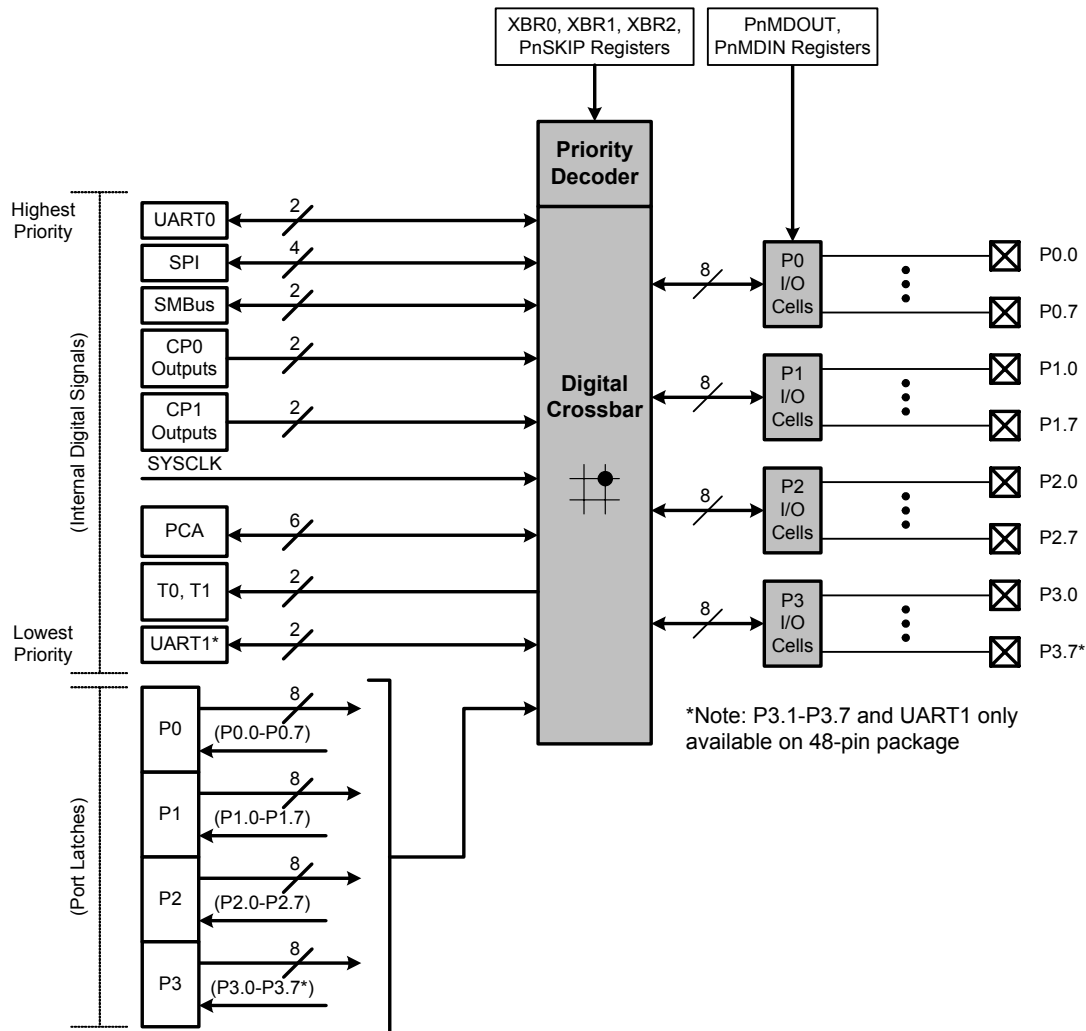 XBR0, XBR1, XBR2,
PnSKIP Registers
PnMDOUT,
PnMDIN Registers
Priority
Decoder
Highest
Priority
(Internal Digital Signals)
Lowest
Priority
UART0
2
SPI
4
SMBus
2
CP0
Outputs
2
CP1
Outputs
2
SYSCLK
PCA
6
T0, T1
2
UART1*
2
Digital
Crossbar
8
P0
I/O
Cells
P0.0
P0.7
8
P1
I/O
Cells
P1.0
P1.7
8
P2
I/O
Cells
P2.0
P2.7
8
P3
I/O
Cells
P3.0
P3.7*
*Note: P3.1-P3.7 and UART1 only
available on 48-pin package
(Port Latches)
P0
8
(P0.0-P0.7)
P1
8
(P1.0-P1.7)
P2
8
(P2.0-P2.7)
P3
8
(P3.0-P3.7*)